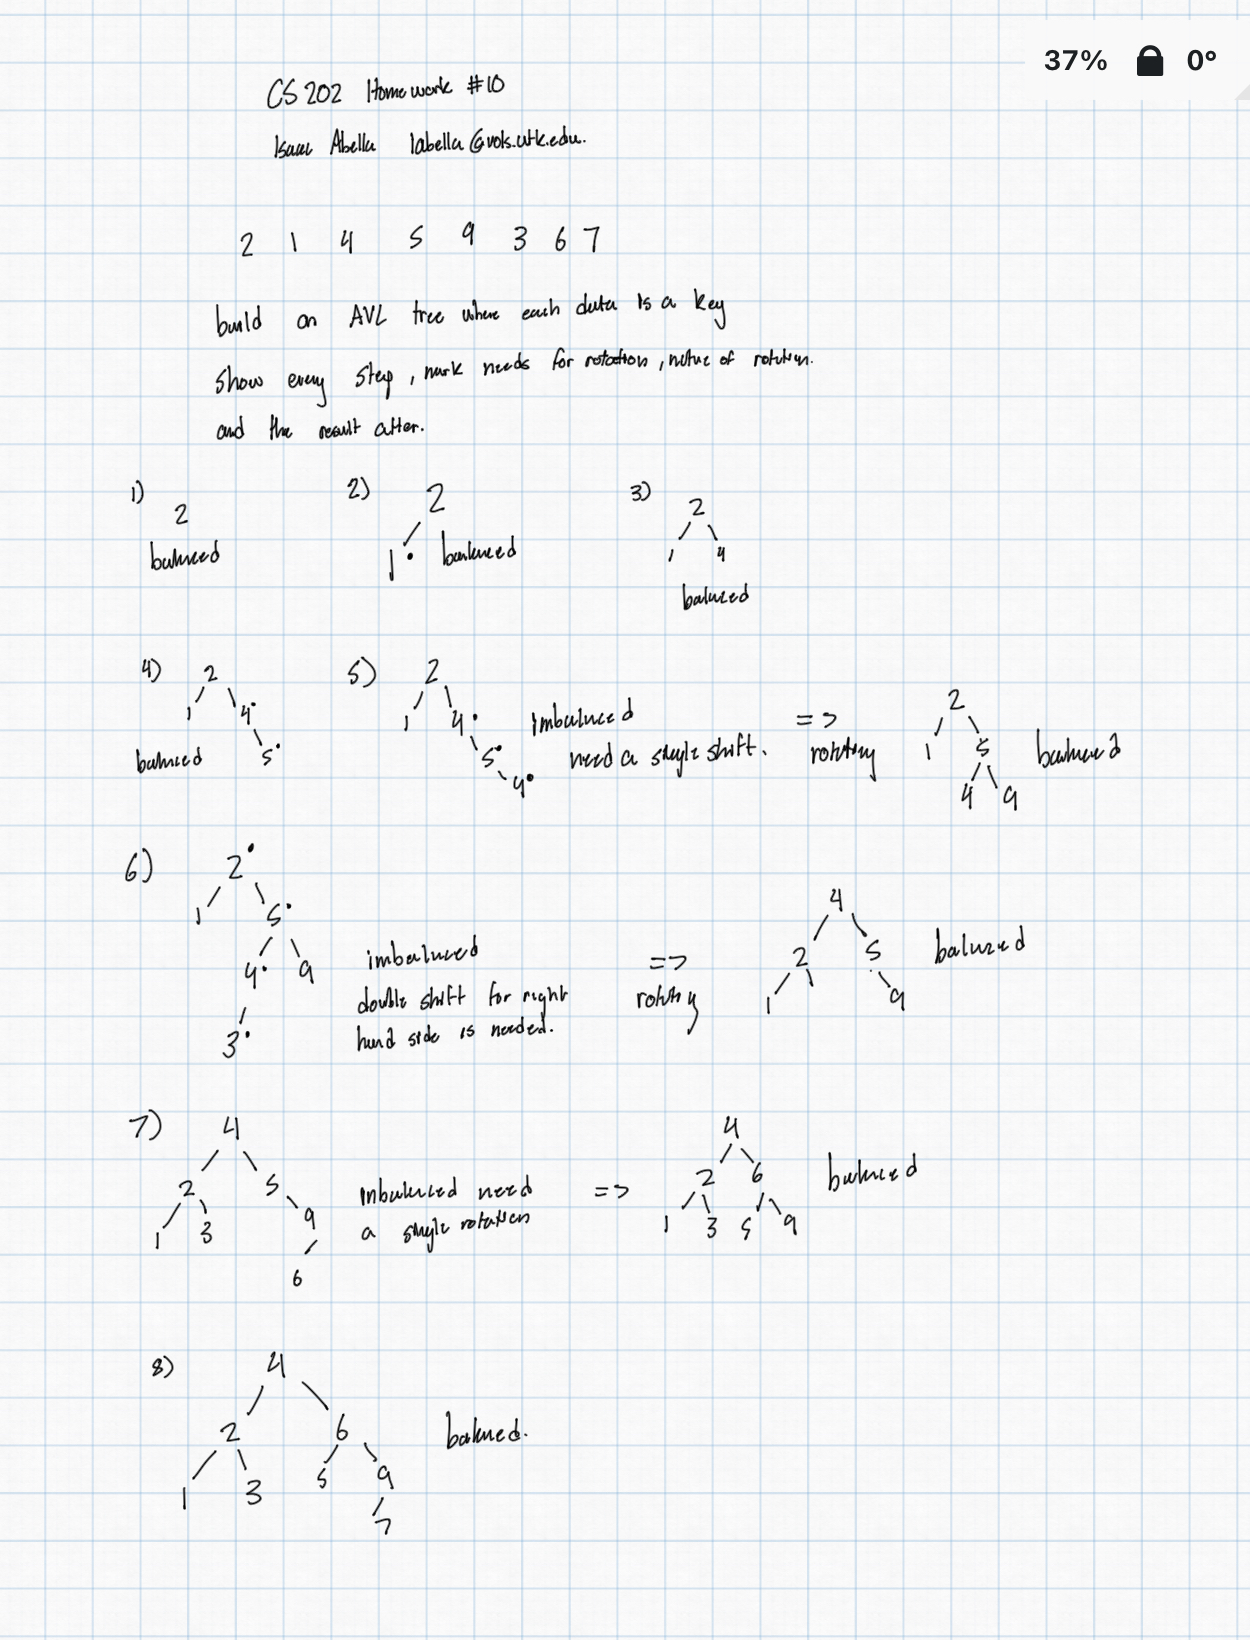 37% 0°
CS 202 Homework #10
Isaac Abella Iabella@vols.utk.edu.
2 1 4 5 9 3 6 7
build an AVL tree where each data is a key
show every step, mark needs for rotation, nature of rotation.
and the result after.
1) 2) 3)
2 2 2
1 1 4
balanced balanced
balanced
4) 2 5) 2
1 4 1 4 imbalanced => 2
balanced 5 5 need a single shift. rotating 1 5 balanced
9 4 9
6) 2
1 5 4
4 9 imbalanced => 2 5 balanced
double shift for right rotating 1 9
3 hand side is needed.
7) 4 4
2 5 imbalanced need => 2 6 balanced
1 3 9 a single rotation 1 3 5 9
6
8) 4
2 6 balanced.
1 3 5 9
7